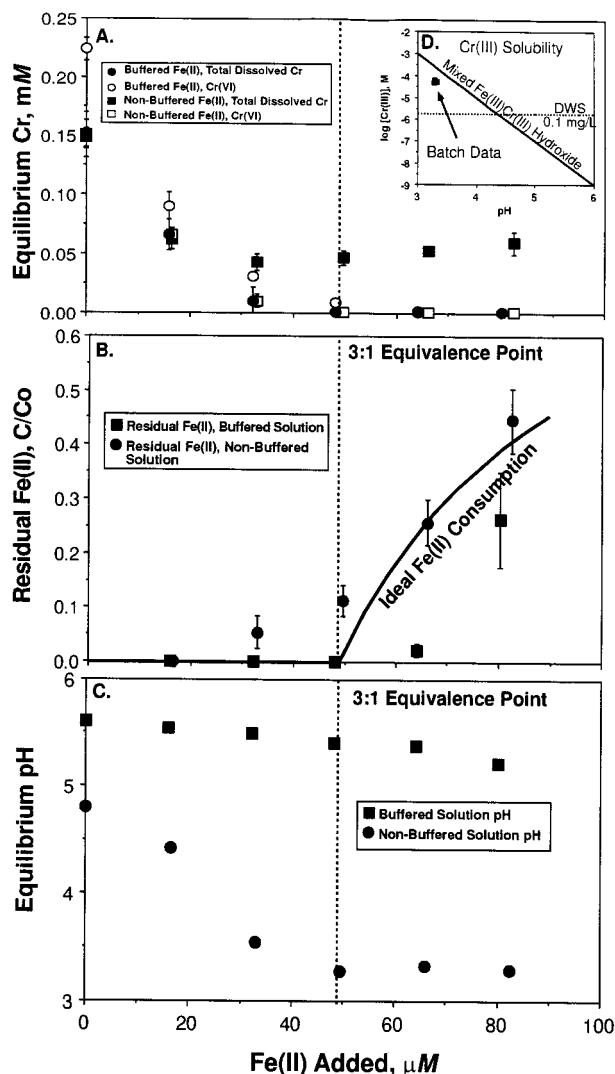 0.25
0.20
0.15
0.10
0.05
0.00
Equilibrium Cr, mM
A.
Buffered Fe(II), Total Dissolved Cr
Buffered Fe(II), Cr(VI)
Non-Buffered Fe(II), Total Dissolved Cr
Non-Buffered Fe(II), Cr(VI)
D.
Cr(III) Solubility
-2
-3
-4
-5
-6
-7
-8
-9
log [Cr(III)], M
Mixed Fe(III)Cr(III) Hydroxide
DWS
0.1 mg/L
Batch Data
3
4
5
6
pH
0.6
0.5
0.4
0.3
0.2
0.1
0.0
Residual Fe(II), C/Co
B.
3:1 Equivalence Point
Residual Fe(II), Buffered Solution
Residual Fe(II), Non-Buffered
Solution
Ideal Fe(II) Consumption
6
5
4
3
Equilibrium pH
C.
3:1 Equivalence Point
Buffered Solution pH
Non-Buffered Solution pH
0
20
40
60
80
100
Fe(II) Added, μM